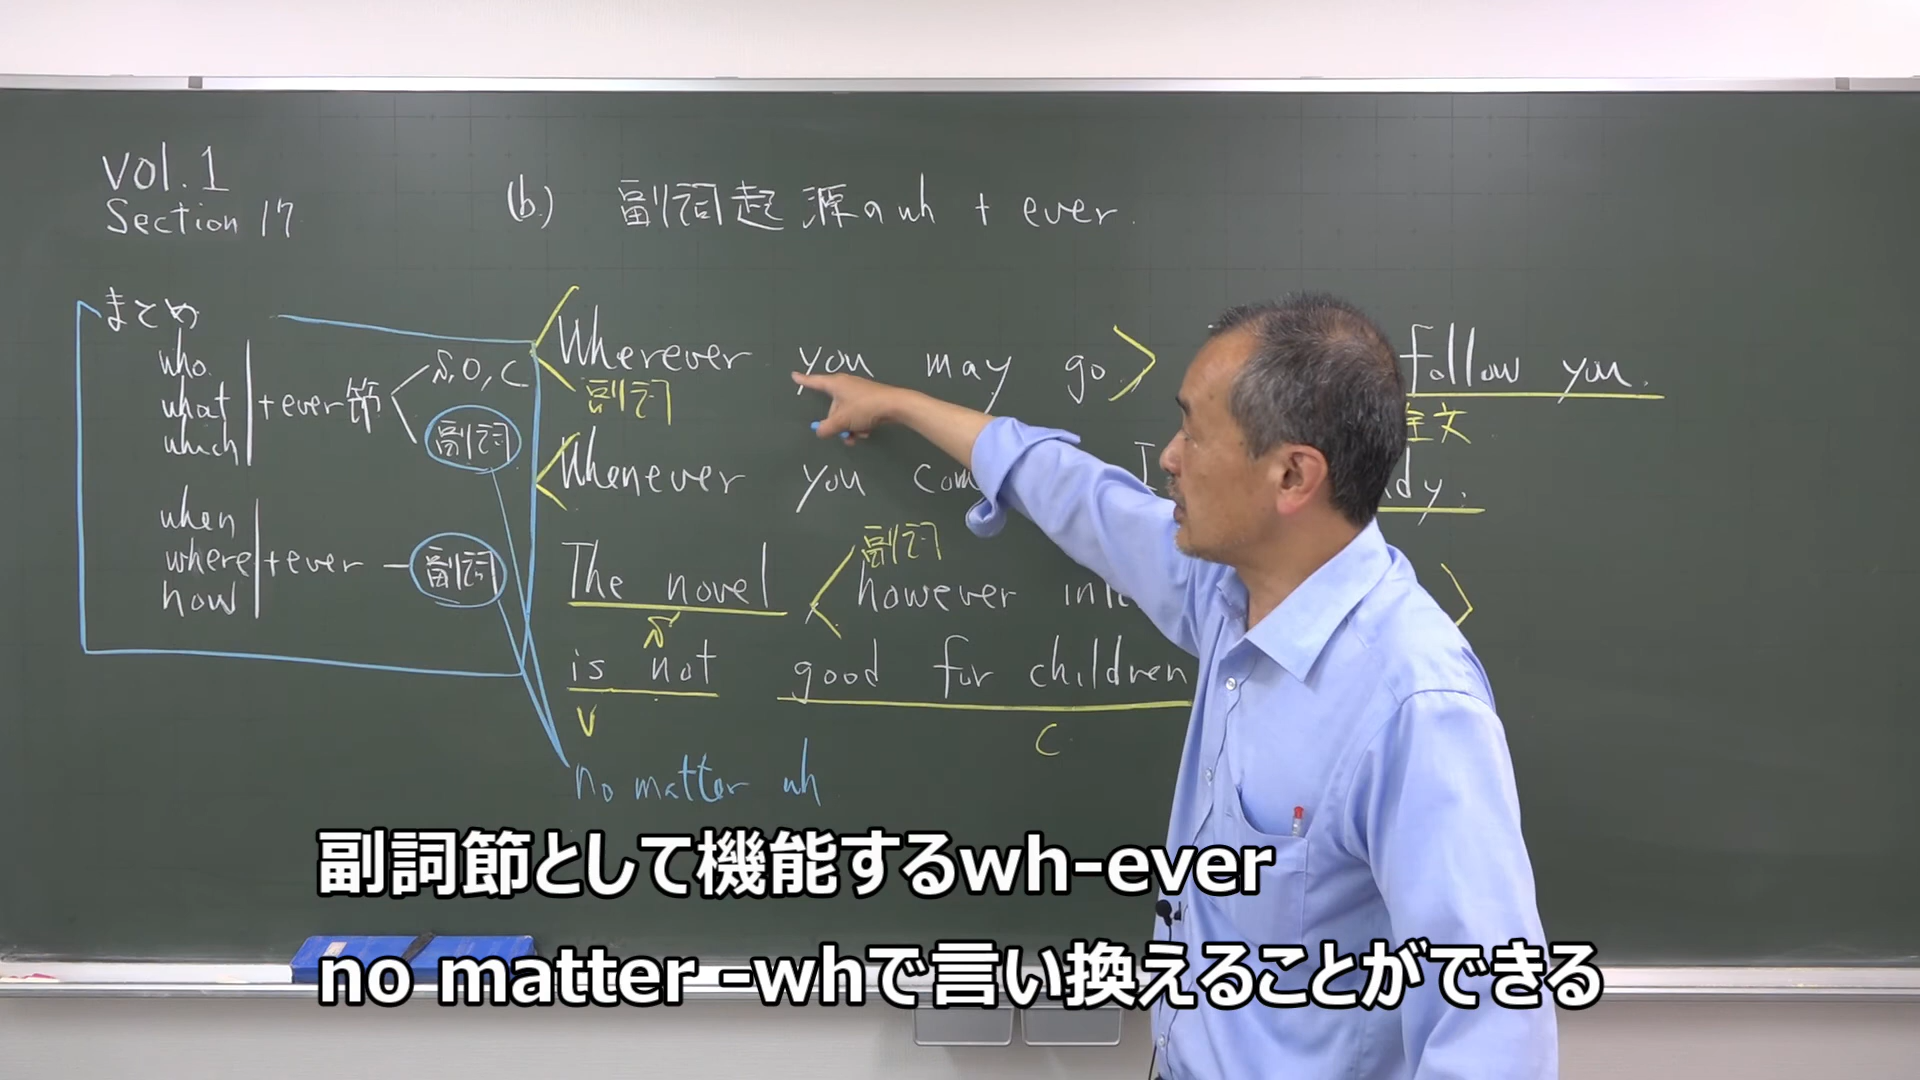 vol.1
Section 17
(b) 副詞起源のwh + ever.
まとめ
who
what
which
+ever節
S, O, C
副詞
when
where
how
+ever
副詞
Wherever you may go
follow you.
副詞
主文
Whenever you
I
副詞
The novel however
S
is not good for children
V
C
no matter wh
副詞節として機能するwh-ever
no matter -whで言い換えることができる